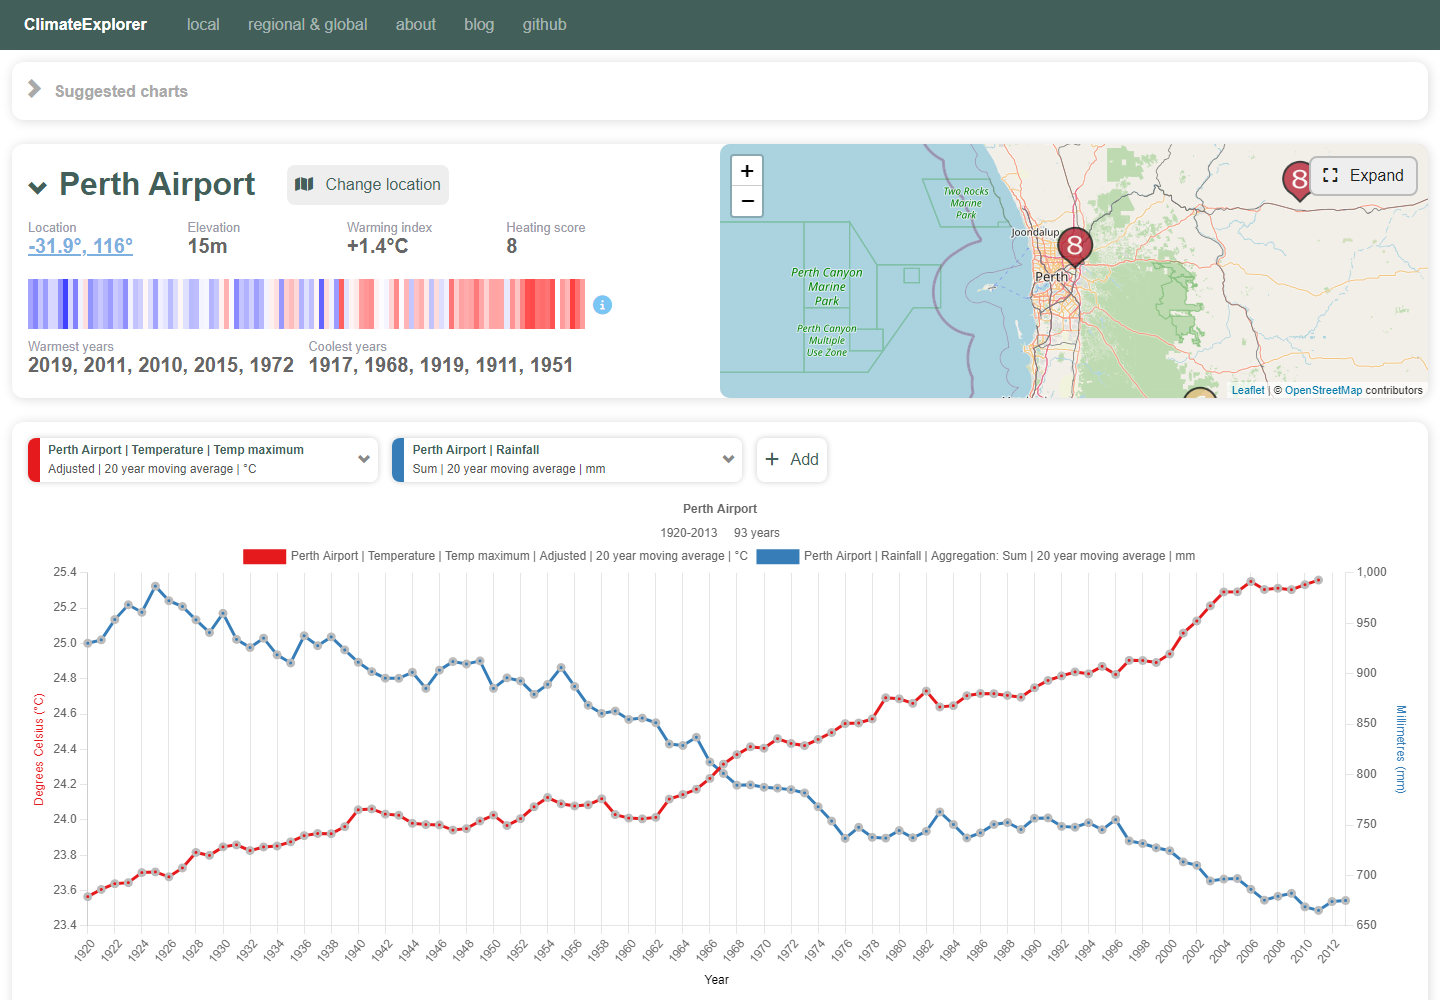 ClimateExplorer local regional & global about blog github
Suggested charts
Perth Airport Change location
Location Elevation Warming index Heating score
-31.9°, 116° 15m +1.4°C 8
Warmest years Coolest years
2019, 2011, 2010, 2015, 1972 1917, 1968, 1919, 1911, 1951
+
−
Expand
8
8
Two Rocks
Marine
Park
Joondalup
Perth
Perth Canyon
Marine
Park
Perth Canyon
Multiple
Use Zone
Leaflet | © OpenStreetMap contributors
Perth Airport | Temperature | Temp maximum
Adjusted | 20 year moving average | °C
Perth Airport | Rainfall
Sum | 20 year moving average | mm
+ Add
Perth Airport
1920-2013 93 years
Perth Airport | Temperature | Temp maximum | Adjusted | 20 year moving average | °C
Perth Airport | Rainfall | Aggregation: Sum | 20 year moving average | mm
25.4
25.2
25.0
24.8
24.6
24.4
24.2
24.0
23.8
23.6
23.4
Degrees Celsius (°C)
1,000
950
900
850
800
750
700
650
Millimetres (mm)
1920 1922 1924 1926 1928 1930 1932 1934 1936 1938 1940 1942 1944 1946 1948 1950 1952 1954 1956 1958 1960 1962 1964 1966 1968 1970 1972 1974 1976 1978 1980 1982 1984 1986 1988 1990 1992 1994 1996 1998 2000 2002 2004 2006 2008 2010 2012
Year